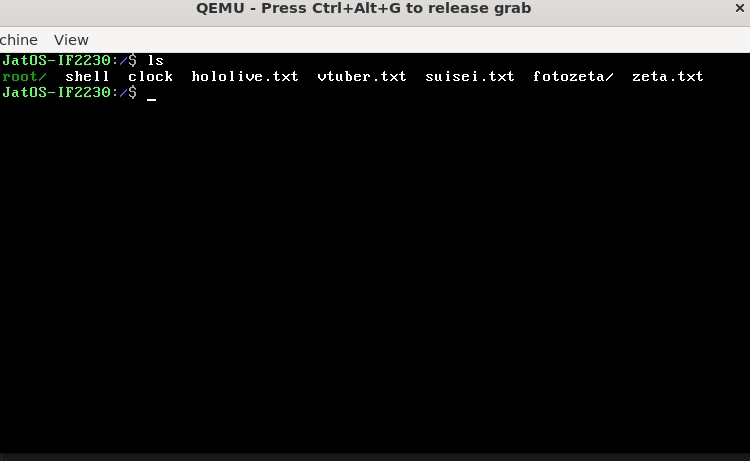 QEMU - Press Ctrl+Alt+G to release grab ×
chine View
JatOS-IF2230:/$ ls
root/ shell clock hololive.txt vtuber.txt suisei.txt fotozeta/ zeta.txt
JatOS-IF2230:/$ _